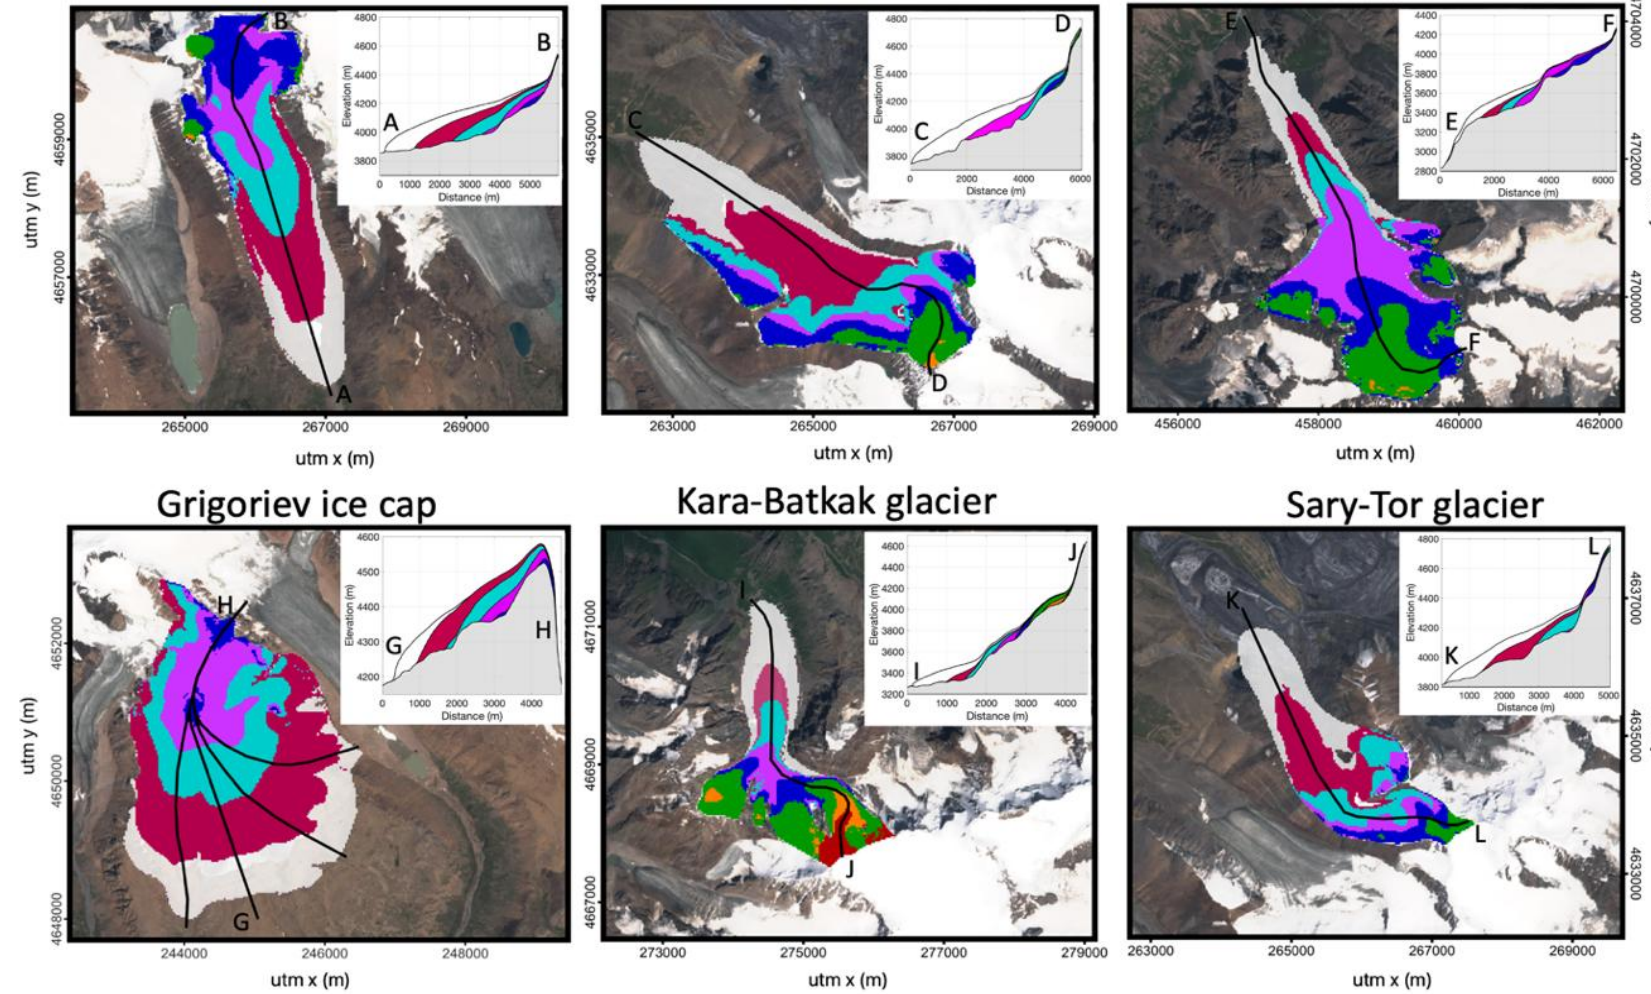 B
4800
4600
4400
4200
4000
3800
Elevation (m)
0 1000 2000 3000 4000 5000
Distance (m)
A
B
A
utm y (m)
4659000
4657000
265000 267000 269000
utm x (m)
C
D
4800
4600
4400
4200
4000
3800
Elevation (m)
0 2000 4000 6000
Distance (m)
C
D
4635000
4633000
263000 265000 267000 269000
utm x (m)
E
F
4400
4200
4000
3800
3600
3400
3200
3000
2800
Elevation (m)
0 2000 4000 6000
Distance (m)
E
F
4704000
4702000
4700000
456000 458000 460000 462000
utm x (m)
Grigoriev ice cap
Kara-Batkak glacier
Sary-Tor glacier
H
4600
4500
4400
4300
4200
Elevation (m)
0 1000 2000 3000 4000
Distance (m)
G
H
G
utm y (m)
4652000
4650000
4648000
244000 246000 248000
utm x (m)
I
J
4600
4400
4200
4000
3800
3600
3400
3200
Elevation (m)
0 1000 2000 3000 4000
Distance (m)
I
J
4671000
4669000
4667000
273000 275000 277000 279000
utm x (m)
K
L
4800
4600
4400
4200
4000
3800
Elevation (m)
1000 2000 3000 4000 5000
Distance (m)
K
L
4637000
4635000
4633000
263000 265000 267000 269000
utm x (m)